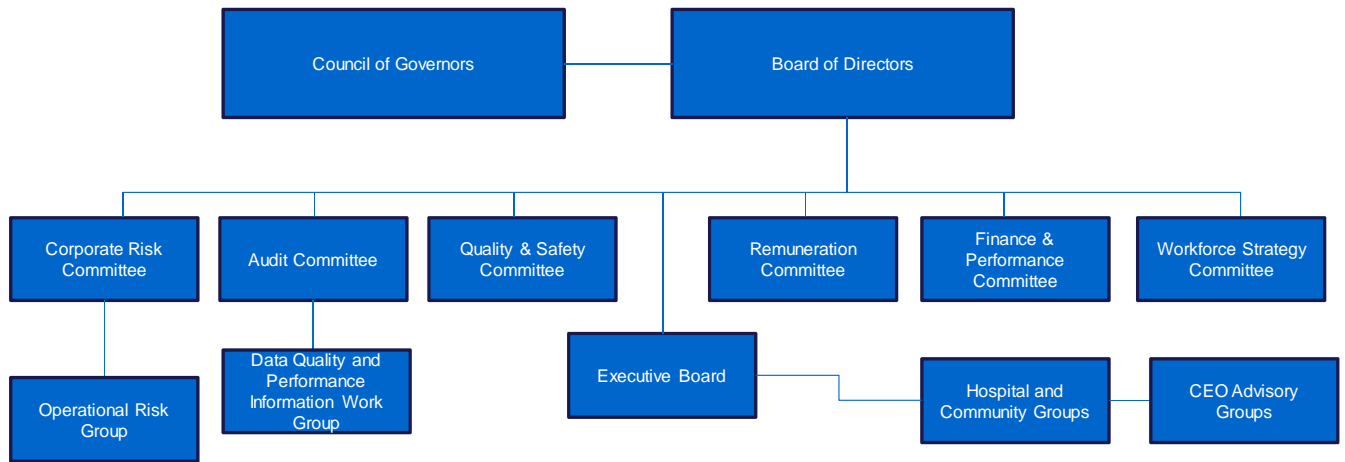 Council of Governors
Board of Directors
Corporate Risk
Committee
Audit Committee
Quality & Safety
Committee
Remuneration
Committee
Finance &
Performance
Committee
Workforce Strategy
Committee
Operational Risk
Group
Data Quality and
Performance
Information Work
Group
Executive Board
Hospital and
Community Groups
CEO Advisory
Groups